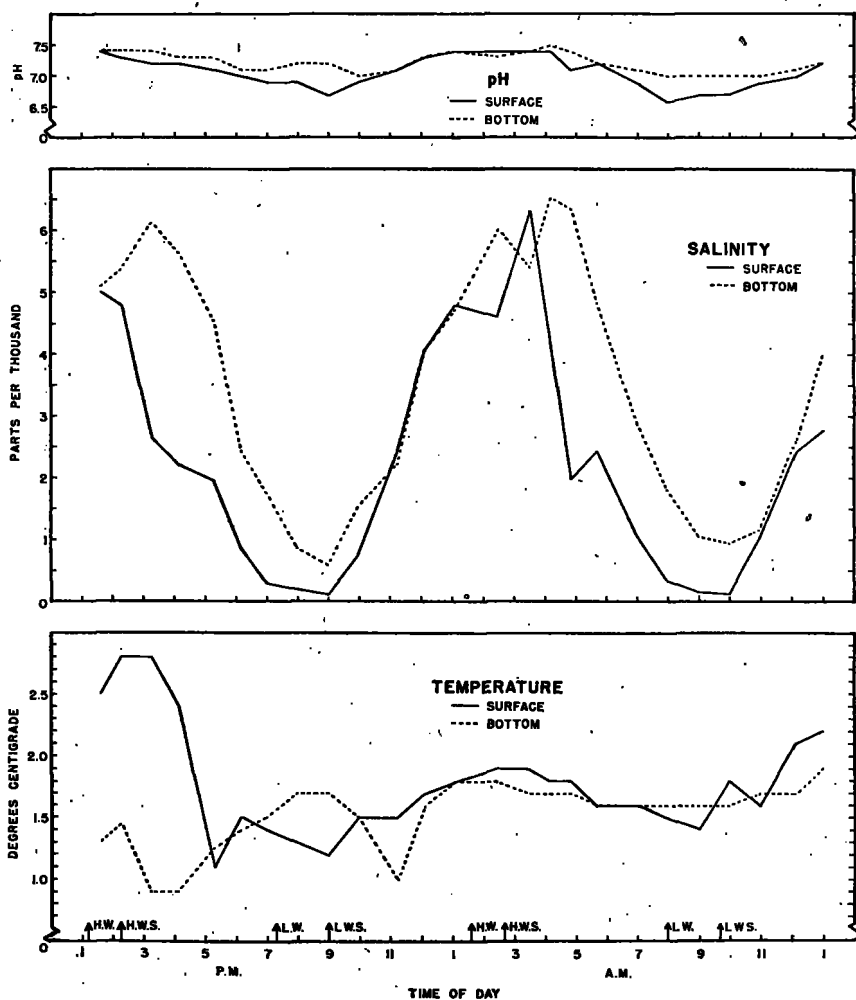 pH
7.5
7.0
6.5
0
pH
SURFACE
BOTTOM
PARTS PER THOUSAND
6
5
4
3
2
1
0
SALINITY
SURFACE
BOTTOM
DEGREES CENTIGRADE
2.5
2.0
1.5
1.0
0
TEMPERATURE
SURFACE
BOTTOM
H.W. H.W.S. L.W. L.W.S. H.W. H.W.S. L.W. L.W.S.
1 3 5 7 9 11 1 3 5 7 9 11 1
P.M. A.M.
TIME OF DAY